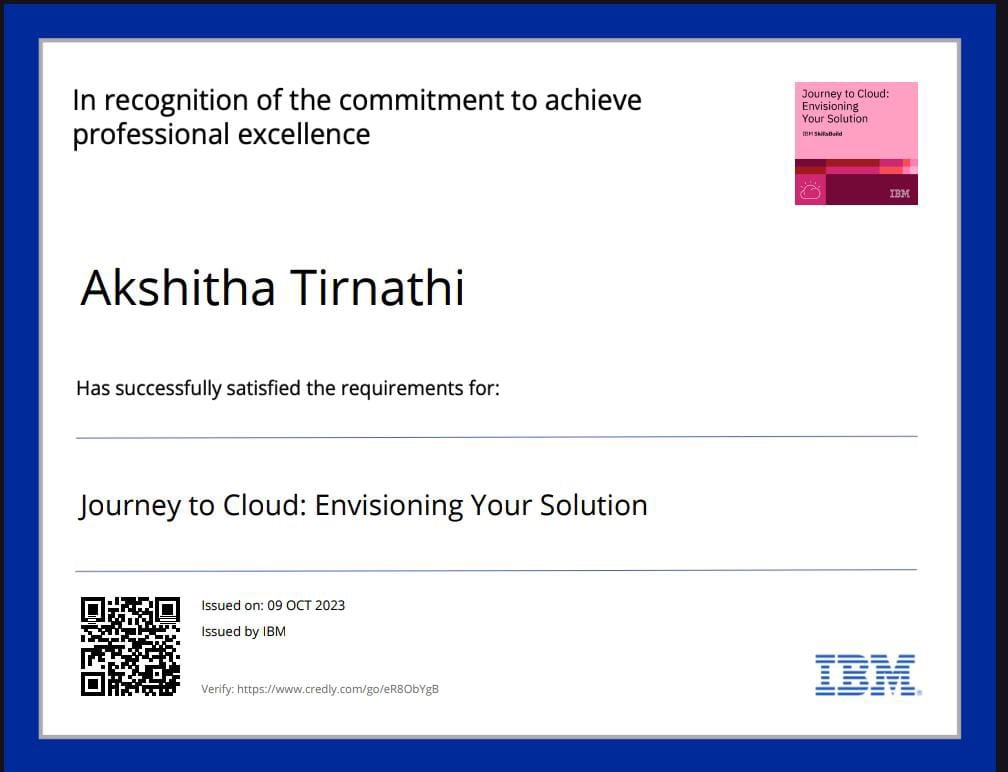 In recognition of the commitment to achieve
professional excellence
Journey to Cloud:
Envisioning
Your Solution
IBM SkillsBuild
IBM
Akshitha Tirnathi
Has successfully satisfied the requirements for:
Journey to Cloud: Envisioning Your Solution
Issued on: 09 OCT 2023
Issued by IBM
Verify: https://www.credly.com/go/eR8ObYgB
IBM®